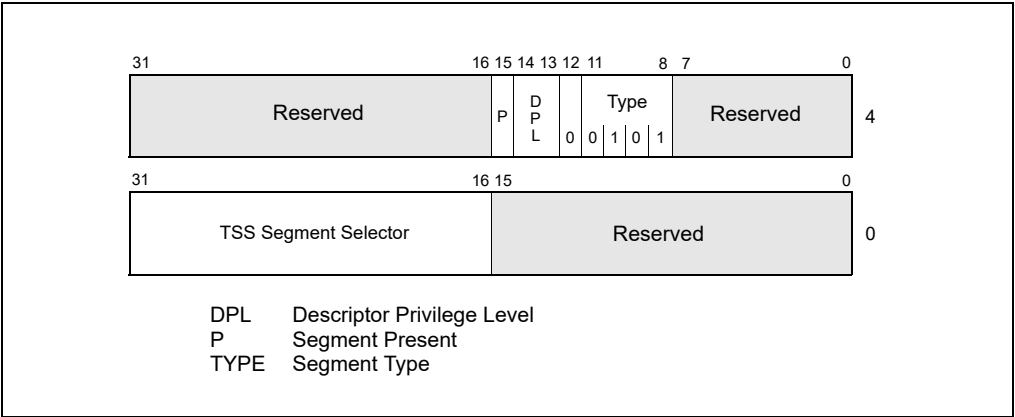 31 16 15 14 13 12 11 8 7 0
Reserved P DPL 0 Type 0 1 0 1 Reserved 4
31 16 15 0
TSS Segment Selector Reserved 0
DPL Descriptor Privilege Level
P Segment Present
TYPE Segment Type